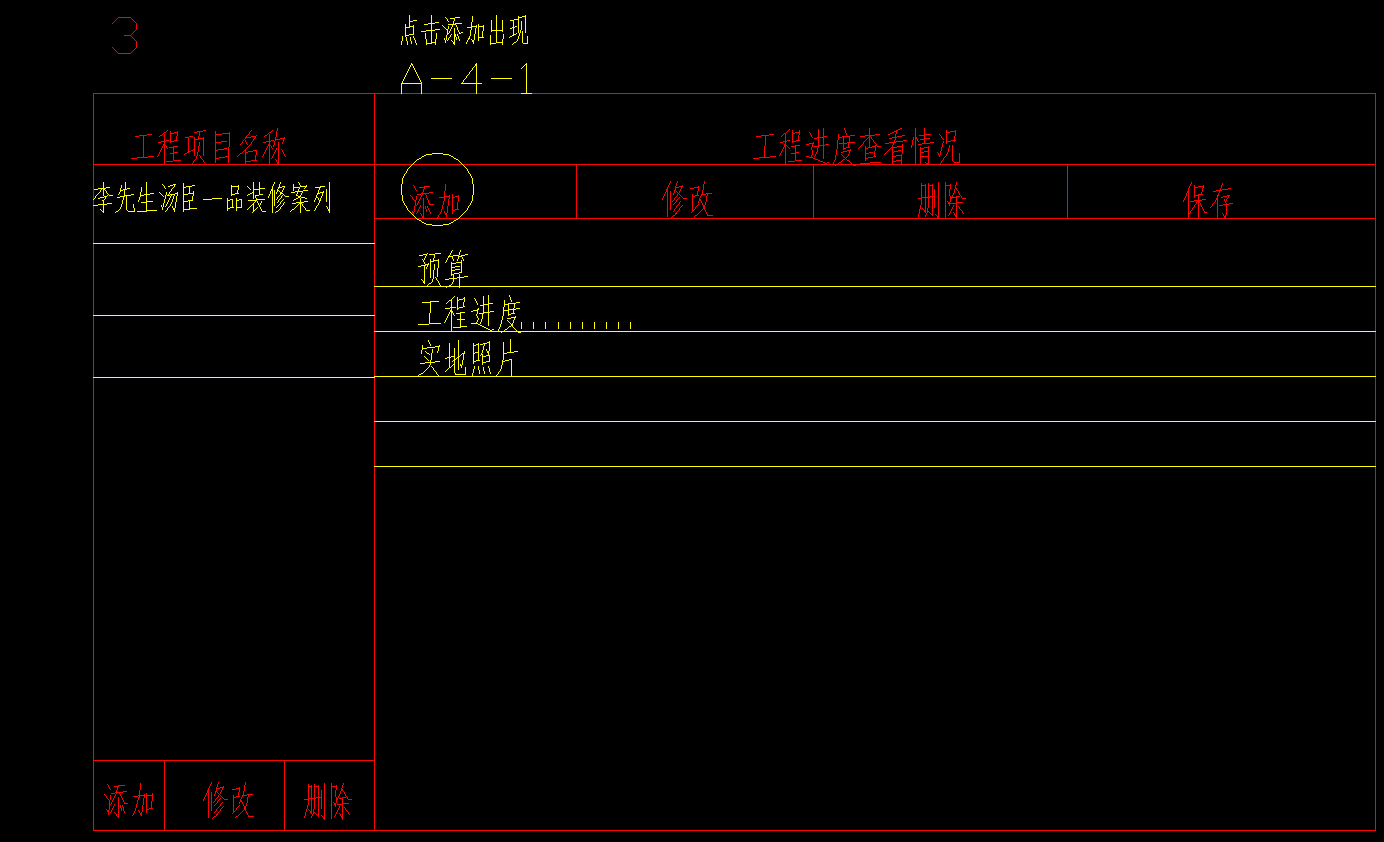 3
点击添加出现
A-4-1
工程项目名称
工程进度查看情况
李先生汤臣一品装修案列
添加 修改 删除 保存
预算
工程进度..........
实地照片
添加 修改 删除